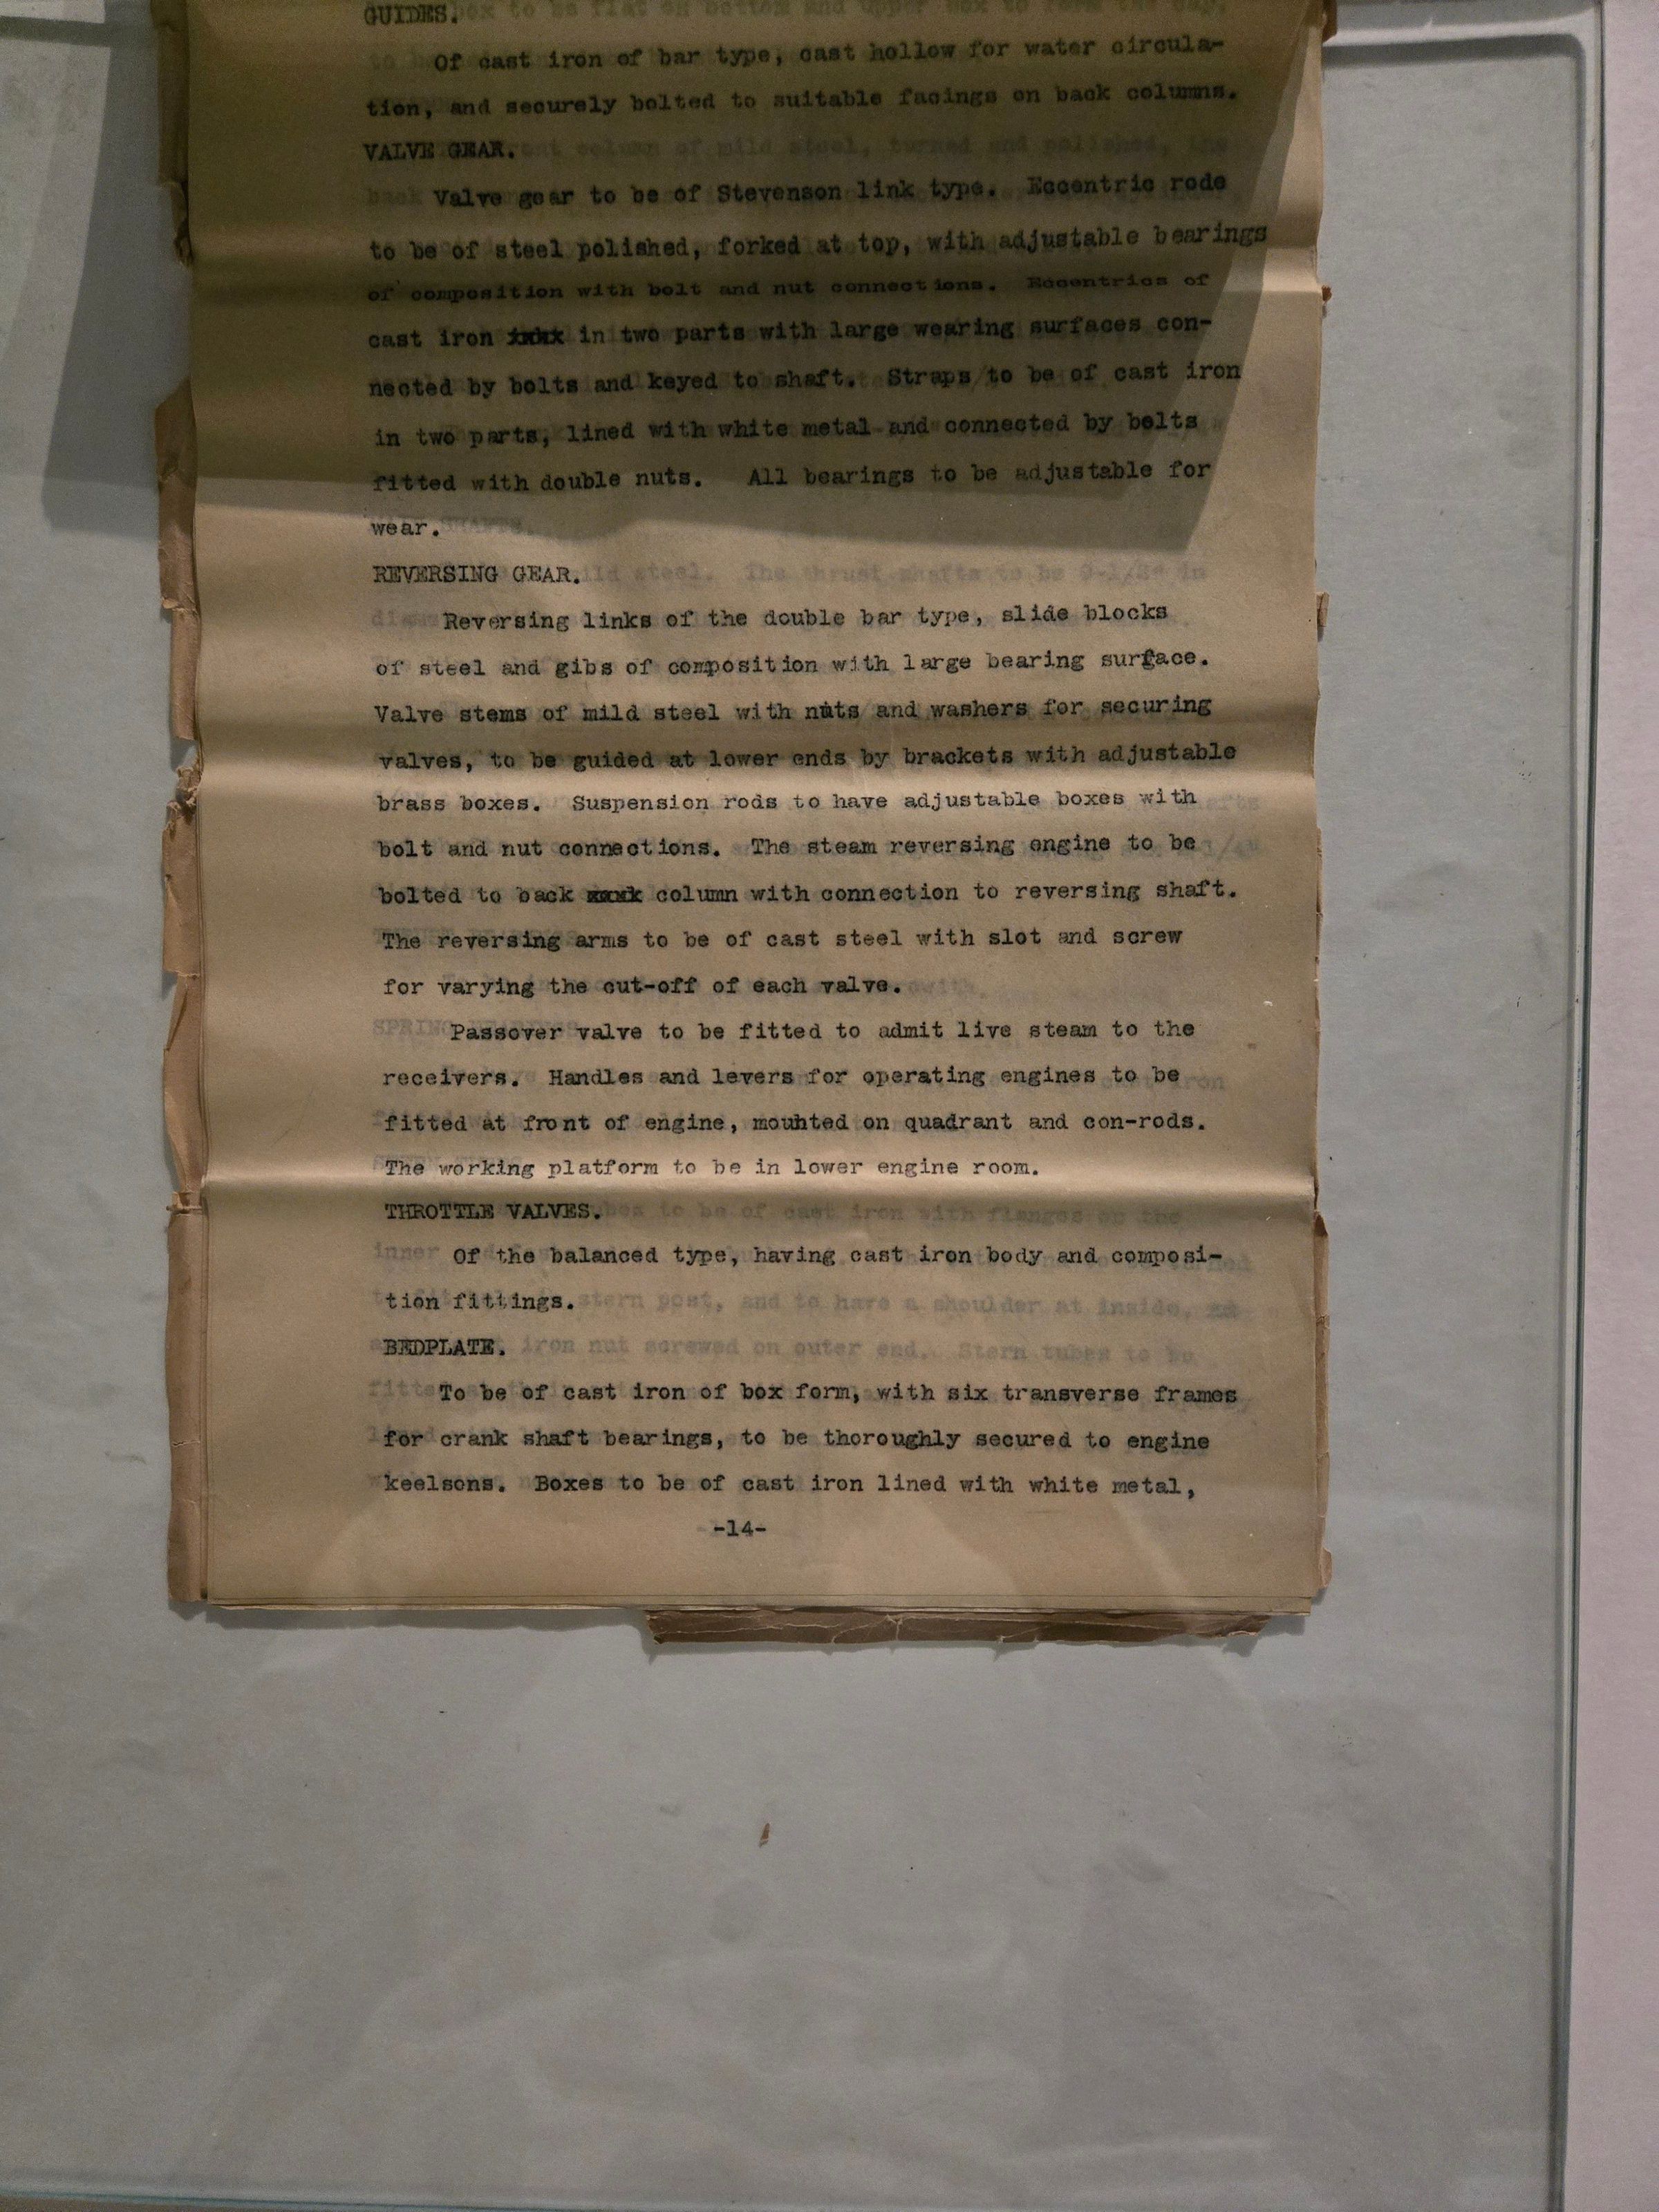 GUIDES.
Of cast iron of bar type, cast hollow for water circula-
tion, and securely bolted to suitable facings on back columns.
VALVE GEAR.
Valve gear to be of Stevenson link type. Eccentric rods
to be of steel polished, forked at top, with adjustable bearings
of composition with bolt and nut connections. Eccentrics of
cast iron in two parts with large wearing surfaces con-
nected by bolts and keyed to shaft. Straps to be of cast iron
in two parts, lined with white metal and connected by bolts
fitted with double nuts. All bearings to be adjustable for
wear.
REVERSING GEAR.
Reversing links of the double bar type, slide blocks
of steel and gibs of composition with large bearing surface.
Valve stems of mild steel with nuts and washers for securing
valves, to be guided at lower ends by brackets with adjustable
brass boxes. Suspension rods to have adjustable boxes with
bolt and nut connections. The steam reversing engine to be
bolted to back column with connection to reversing shaft.
The reversing arms to be of cast steel with slot and screw
for varying the cut-off of each valve.
Passover valve to be fitted to admit live steam to the
receivers. Handles and levers for operating engines to be
fitted at front of engine, mounted on quadrant and con-rods.
The working platform to be in lower engine room.
THROTTLE VALVES.
Of the balanced type, having cast iron body and composi-
tion fittings.
BEDPLATE.
To be of cast iron of box form, with six transverse frames
for crank shaft bearings, to be thoroughly secured to engine
keelsons. Boxes to be of cast iron lined with white metal,
-14-